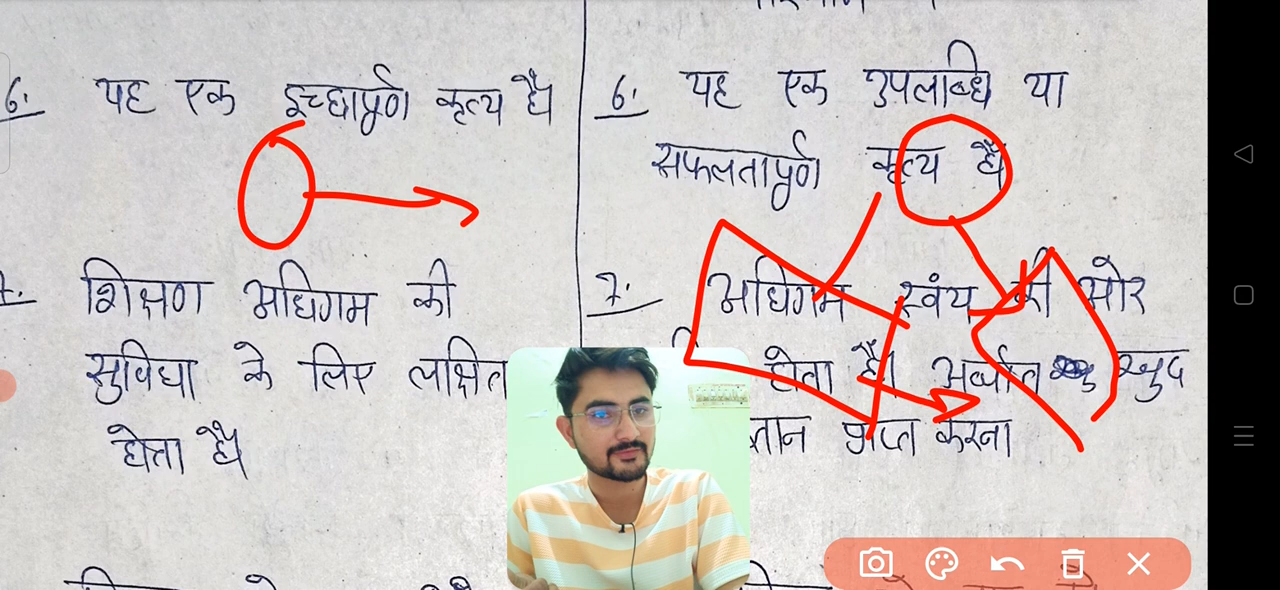 6. यह एक इच्छापूर्ण कृत्य है
7. शिक्षण अधिगम की
सुविधा के लिए लक्षित
होता है
6. यह एक उपलब्धि या
सफलतापूर्ण कृत्य है
7. अधिगम स्वंय की ओर
होता है। अर्थात खुद
ज्ञान प्राप्त करना